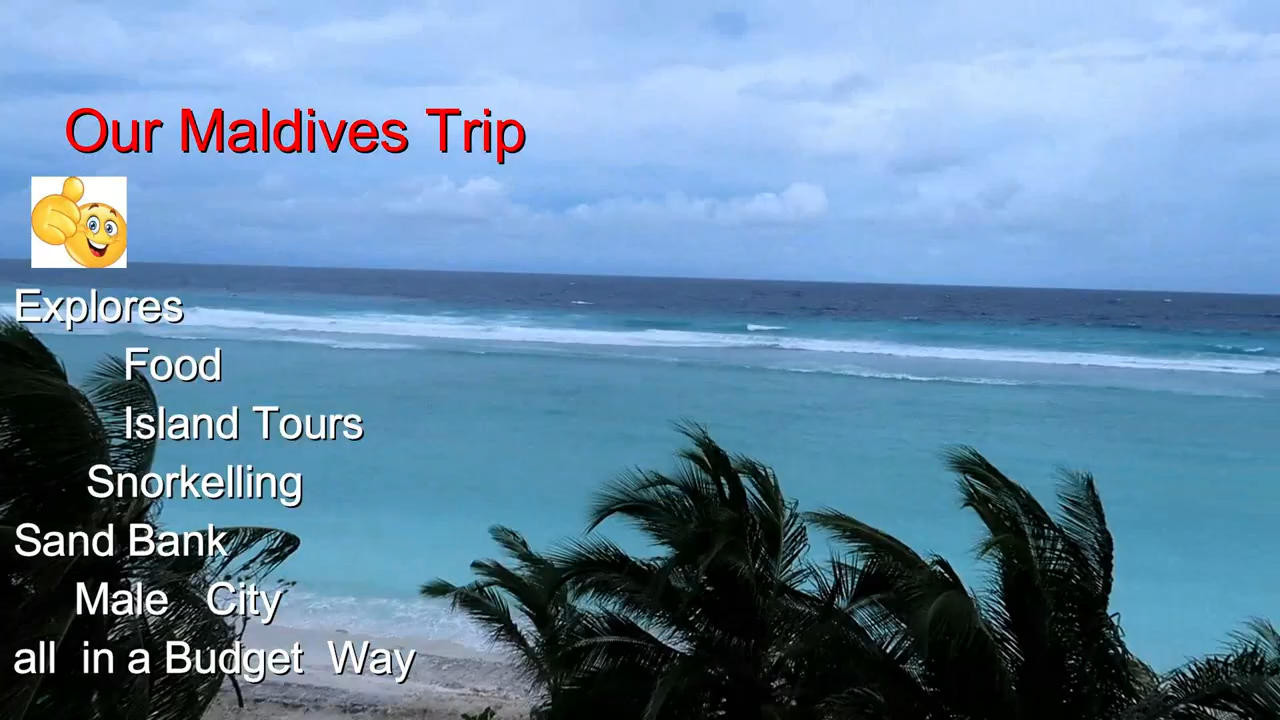 Our Maldives Trip
Explores
Food
Island Tours
Snorkelling
Sand Bank
Male City
all in a Budget Way